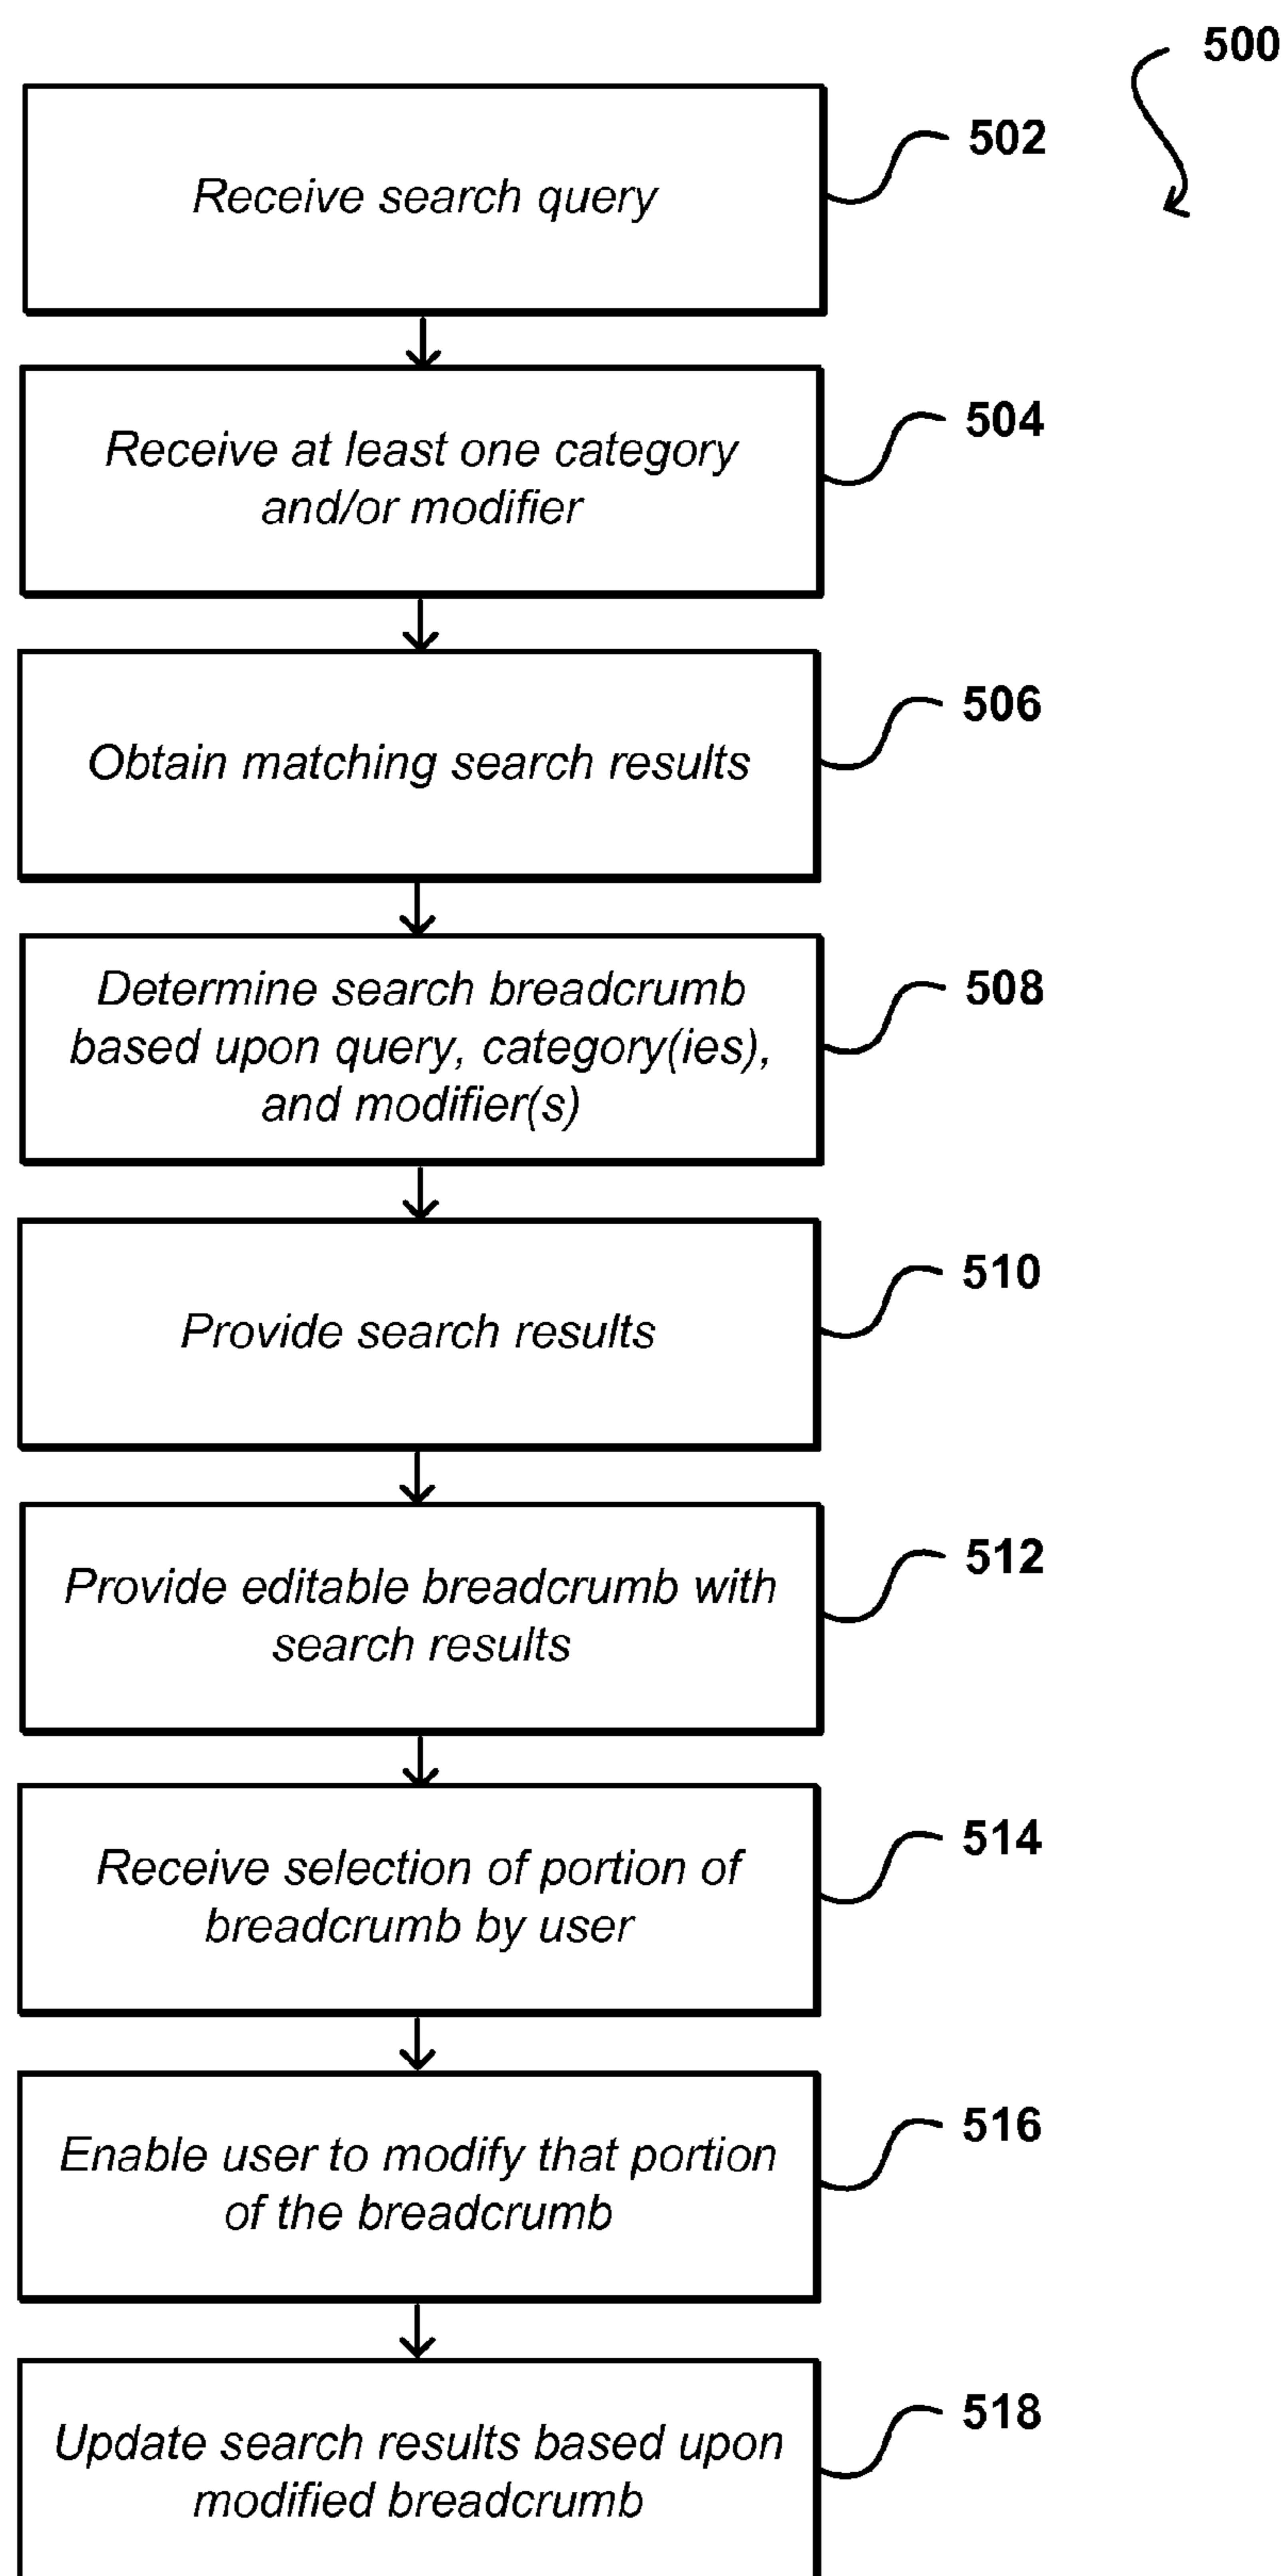 500
Receive search query
502
Receive at least one category
and/or modifier
504
Obtain matching search results
506
Determine search breadcrumb
based upon query, category(ies),
and modifier(s)
508
Provide search results
510
Provide editable breadcrumb with
search results
512
Receive selection of portion of
breadcrumb by user
514
Enable user to modify that portion
of the breadcrumb
516
Update search results based upon
modified breadcrumb
518